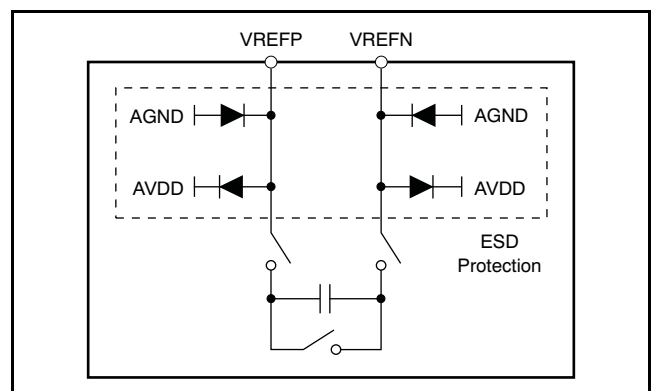 VREFP VREFN
AGND AGND
AVDD AVDD
ESD
Protection